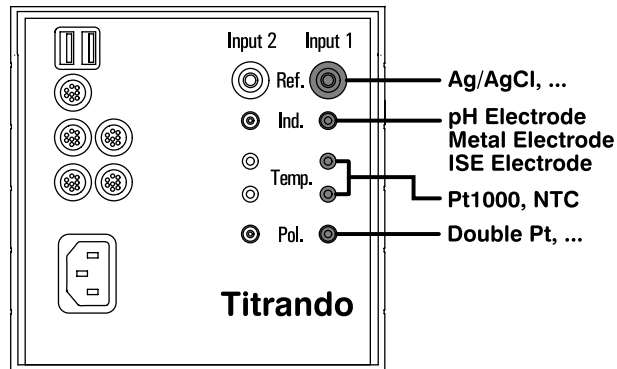 Input 2 Input 1
Ref. Ag/AgCl, ...
Ind. pH Electrode
Metal Electrode
ISE Electrode
Temp.
Pt1000, NTC
Pol. Double Pt, ...
Titrando